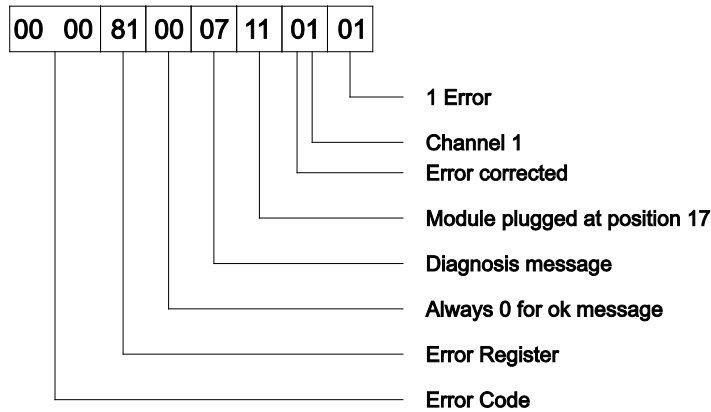 00 00 81 00 07 11 01 01
1 Error
Channel 1
Error corrected
Module plugged at position 17
Diagnosis message
Always 0 for ok message
Error Register
Error Code